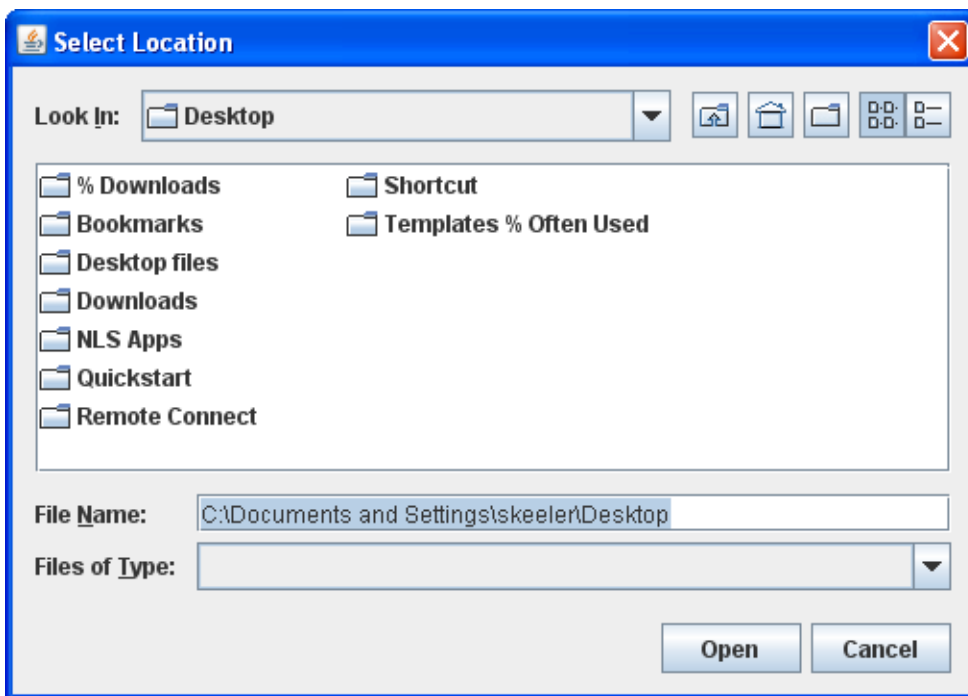 Select Location
Look In: Desktop
% Downloads
Bookmarks
Desktop files
Downloads
NLS Apps
Quickstart
Remote Connect
Shortcut
Templates % Often Used
File Name: C:\Documents and Settings\skeeler\Desktop
Files of Type:
Open Cancel